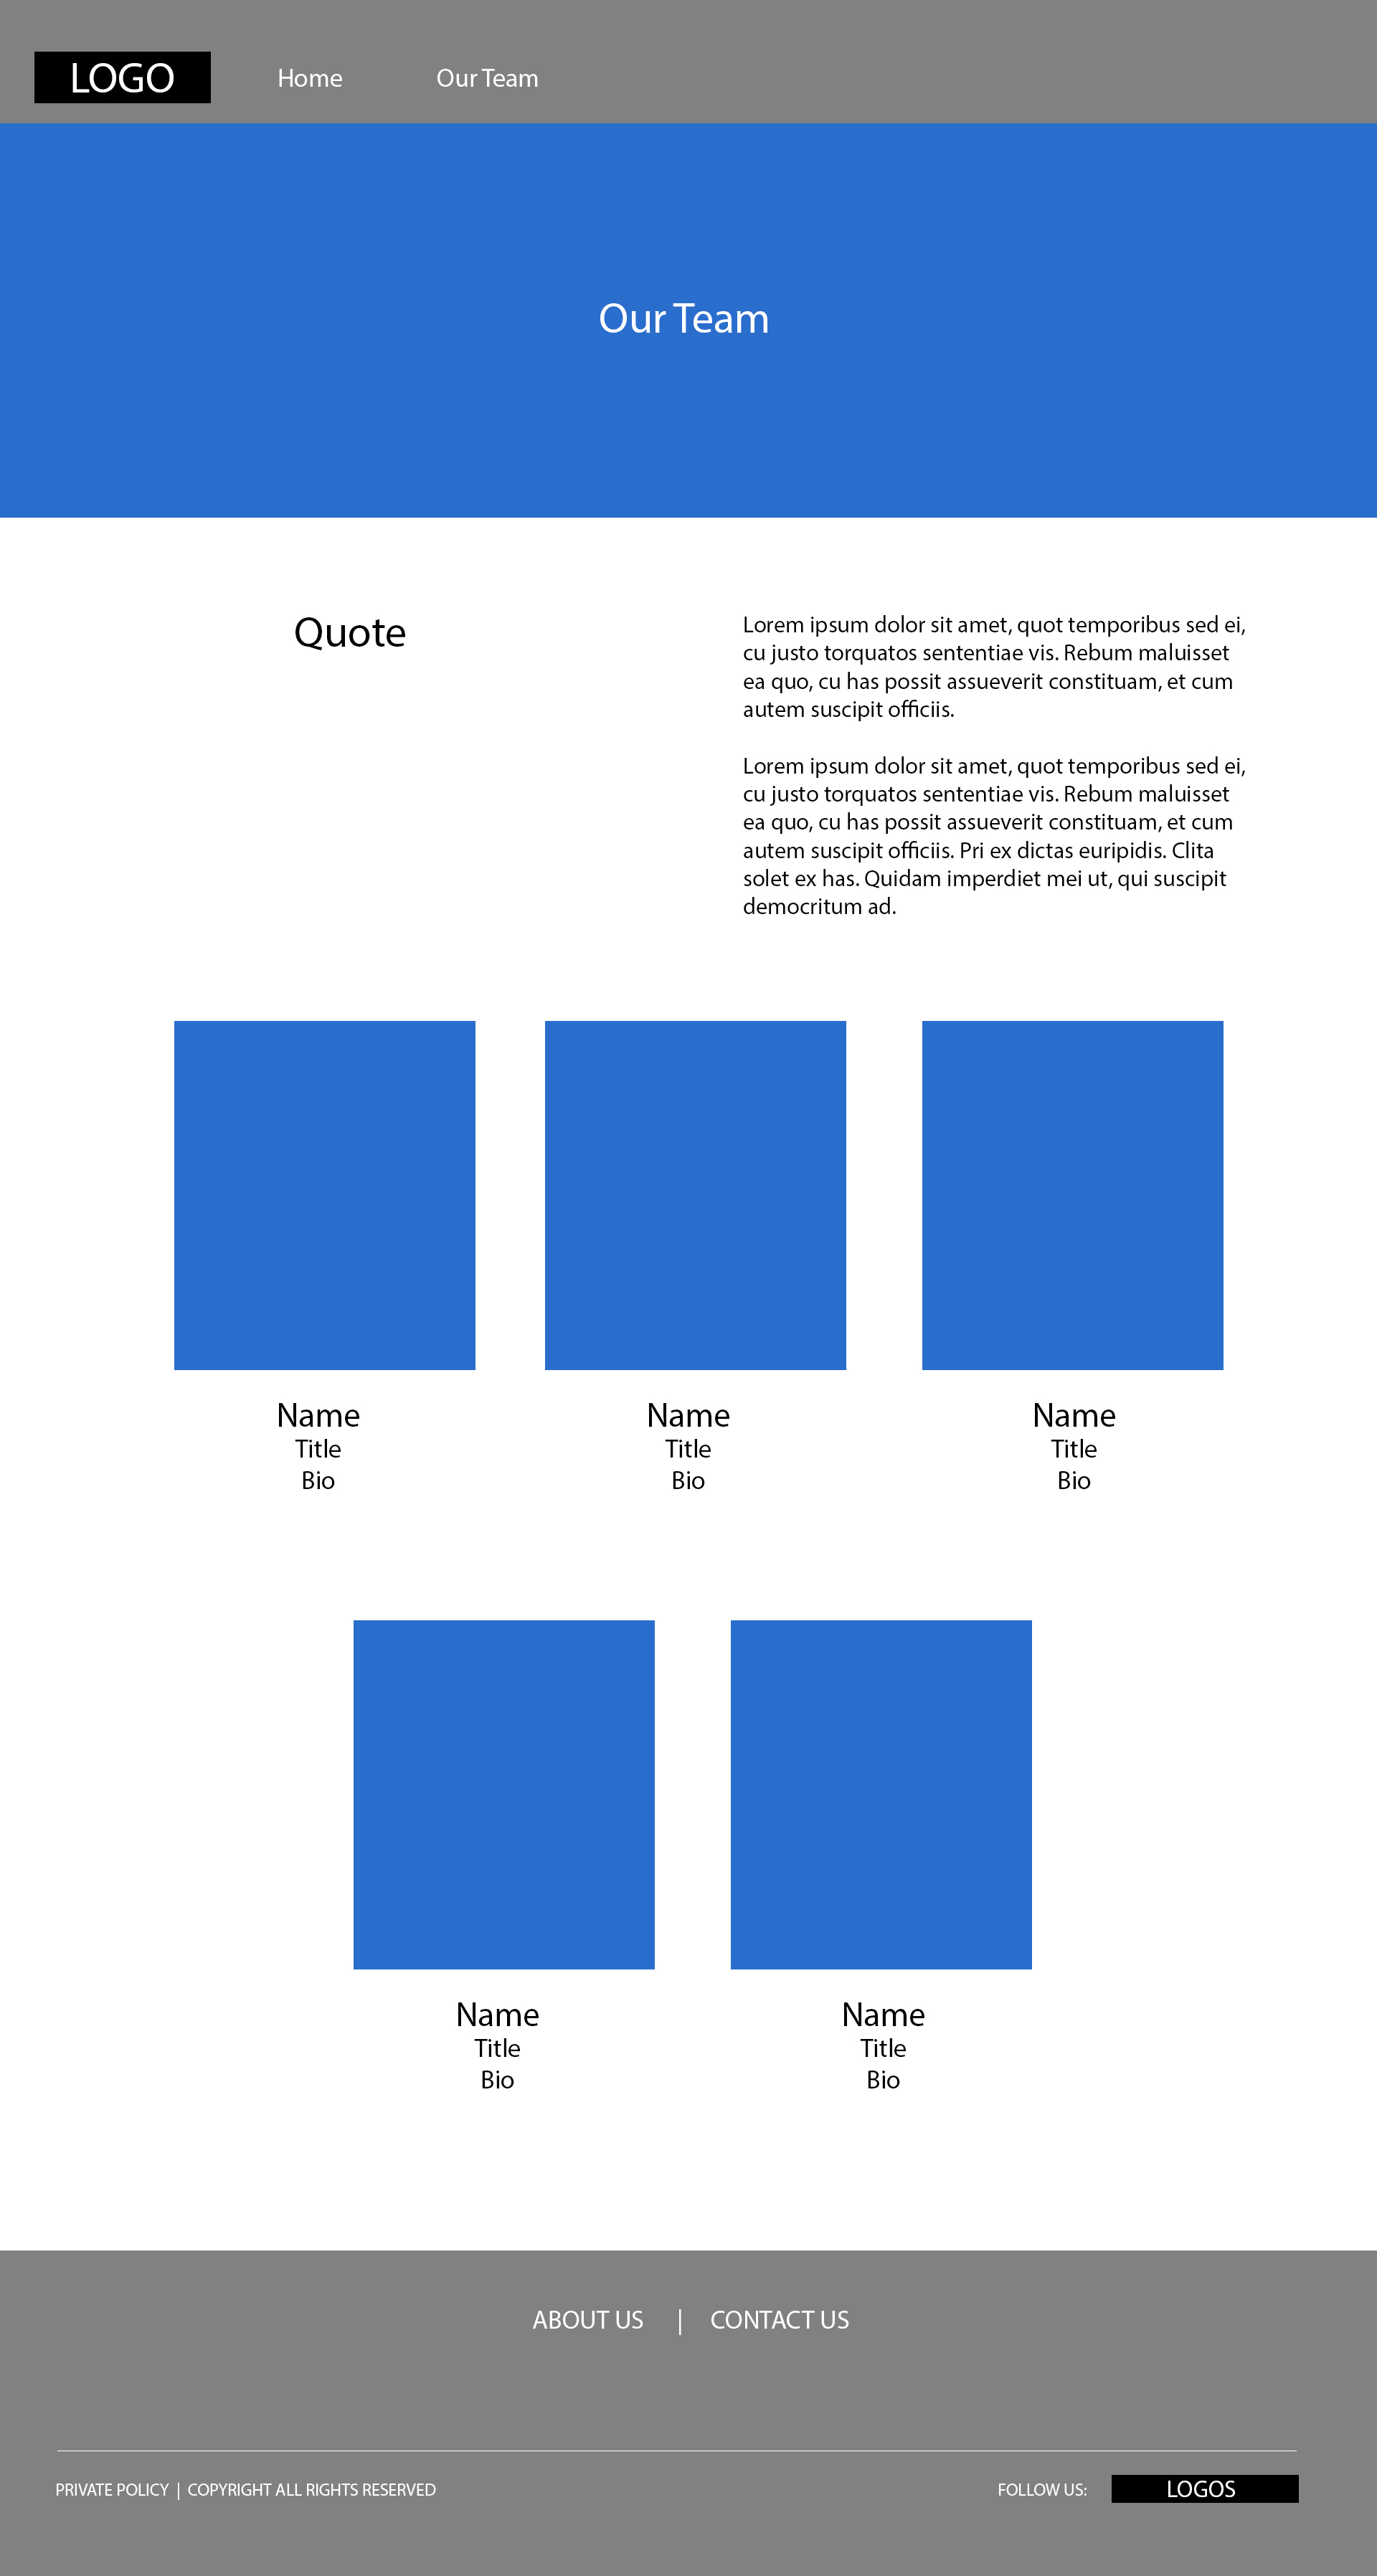 LOGO
Home
Our Team
Our Team
Quote
Lorem ipsum dolor sit amet, quot temporibus sed ei,
cu justo torquatos sententiae vis. Rebum maluisset
ea quo, cu has possit assueverit constituam, et cum
autem suscipit officiis.
Lorem ipsum dolor sit amet, quot temporibus sed ei,
cu justo torquatos sententiae vis. Rebum maluisset
ea quo, cu has possit assueverit constituam, et cum
autem suscipit officiis. Pri ex dictas euripidis. Clita
solet ex has. Quidam imperdiet mei ut, qui suscipit
democritum ad.
Name
Title
Bio
Name
Title
Bio
Name
Title
Bio
Name
Title
Bio
Name
Title
Bio
ABOUT US | CONTACT US
PRIVATE POLICY | COPYRIGHT ALL RIGHTS RESERVED
FOLLOW US:
LOGOS